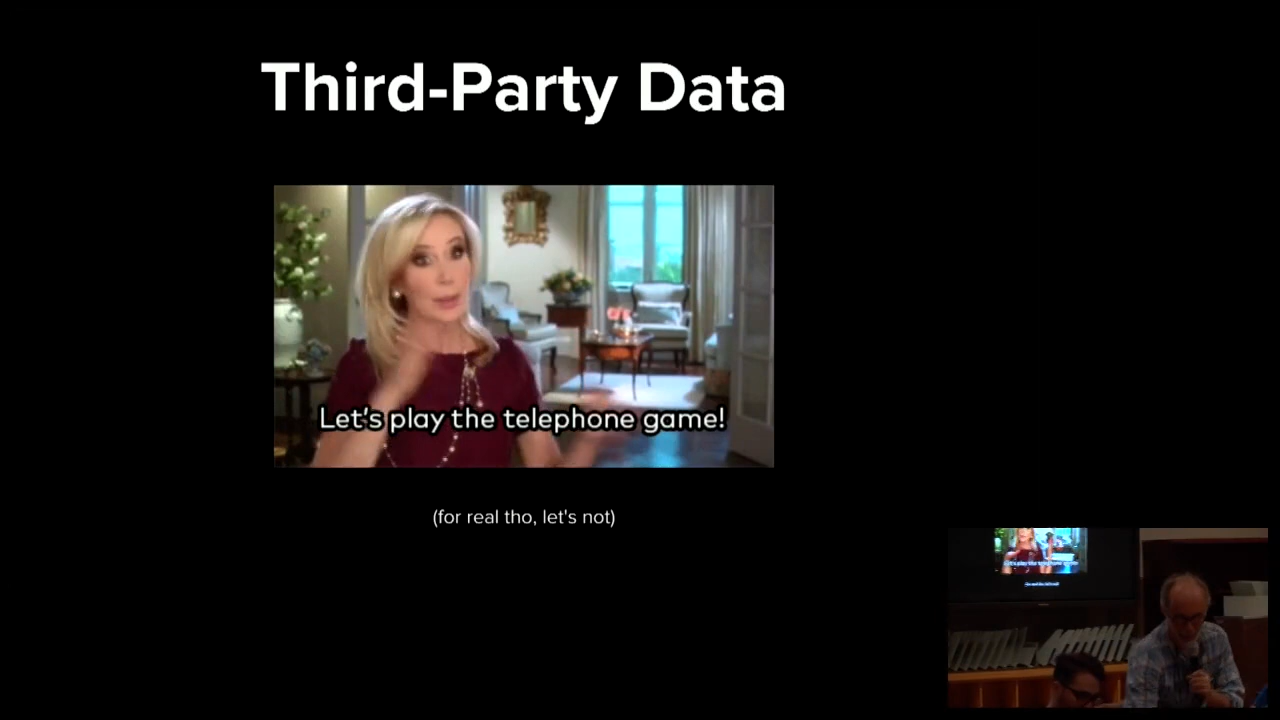 Third-Party Data
Let's play the telephone game!
(for real tho, let's not)